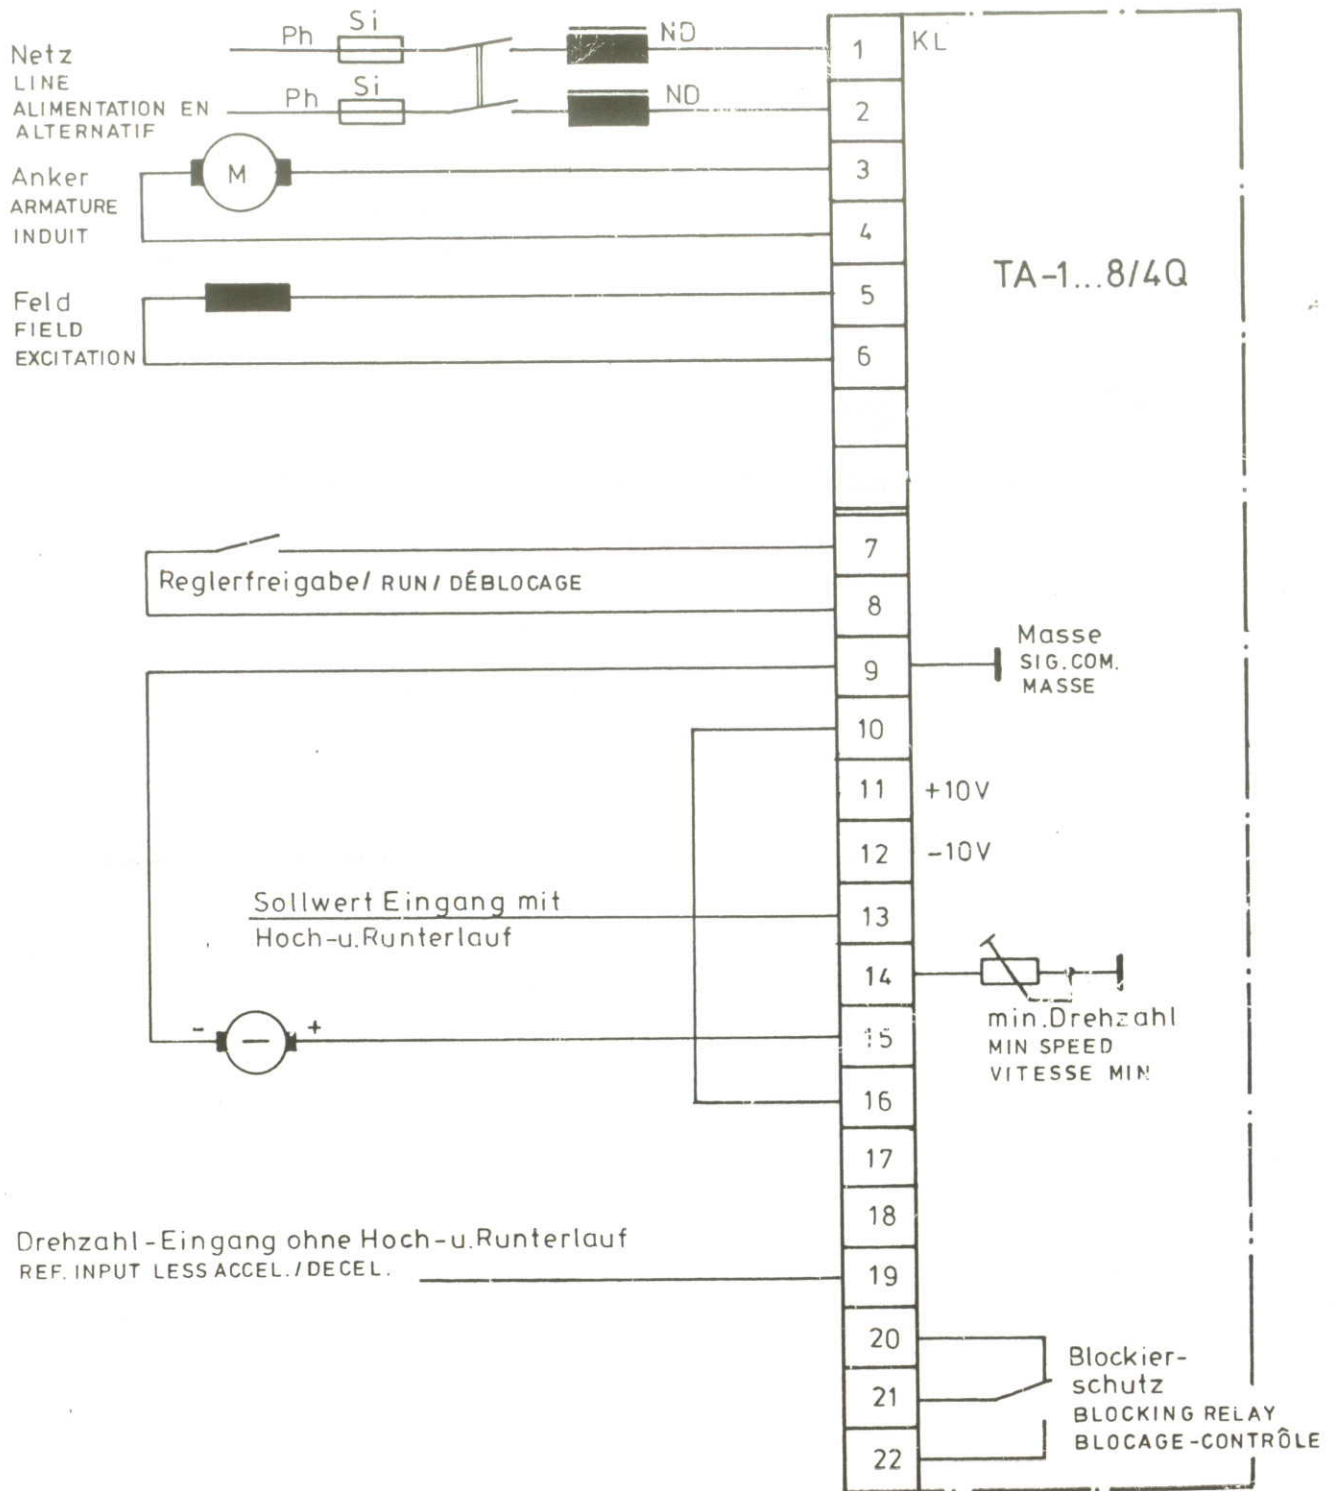 Si
Ph
ND
KL
1
Netz
LINE
ALIMENTATION EN
ALTERNATIF
Ph
Si
ND
2
Anker
ARMATURE
INDUIT
M
3
4
TA-1...8/4Q
Feld
FIELD
EXCITATION
5
6
7
Reglerfreigabe/ RUN/ DÉBLOCAGE
8
9
Masse
SIG.COM.
MASSE
10
11
+10V
12
-10V
Sollwert Eingang mit
Hoch-u.Runterlauf
13
14
min.Drehzahl
MIN SPEED
VITESSE MIN
- +
15
16
17
18
Drehzahl-Eingang ohne Hoch-u.Runterlauf
REF. INPUT LESS ACCEL./DECEL.
19
20
21
22
Blockier-
schutz
BLOCKING RELAY
BLOCAGE-CONTRÔLE